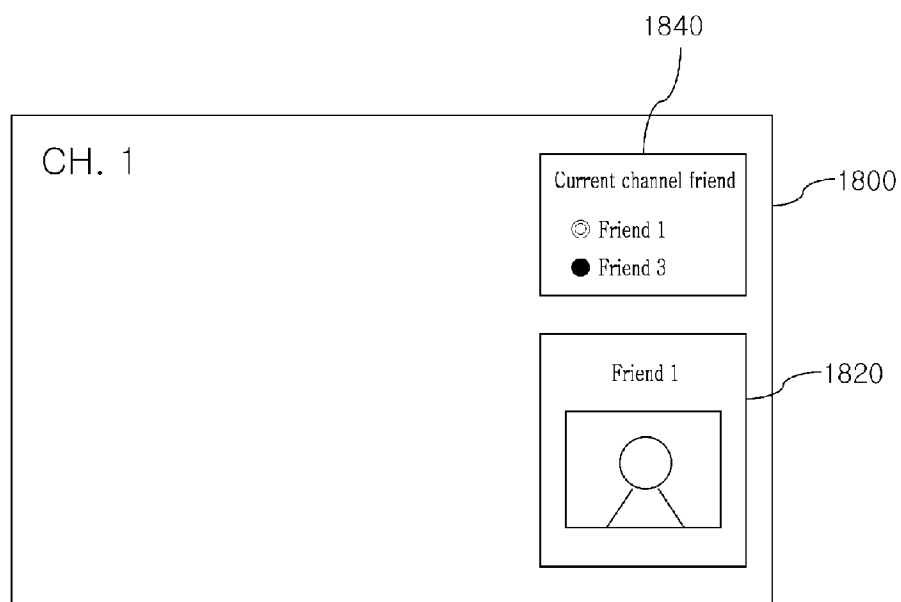 1840
CH. 1
Current channel friend
1800
Friend 1
Friend 3
Friend 1
1820